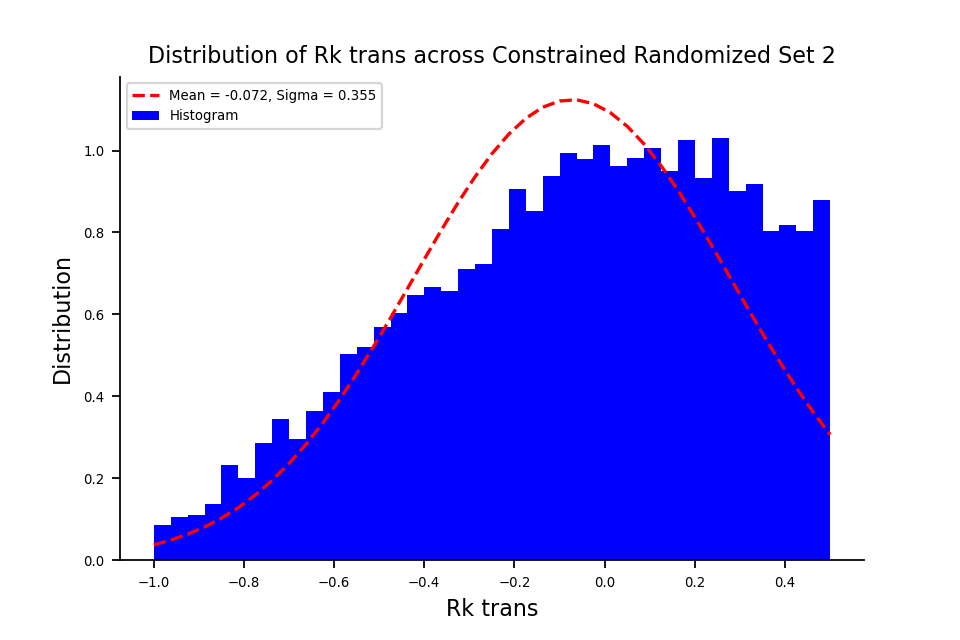 Distribution of Rk trans across Constrained Randomized Set 2
Mean = -0.072, Sigma = 0.355
Histogram
Distribution
1.0
0.8
0.6
0.4
0.2
0.0
−1.0 −0.8 −0.6 −0.4 −0.2 0.0 0.2 0.4
Rk trans